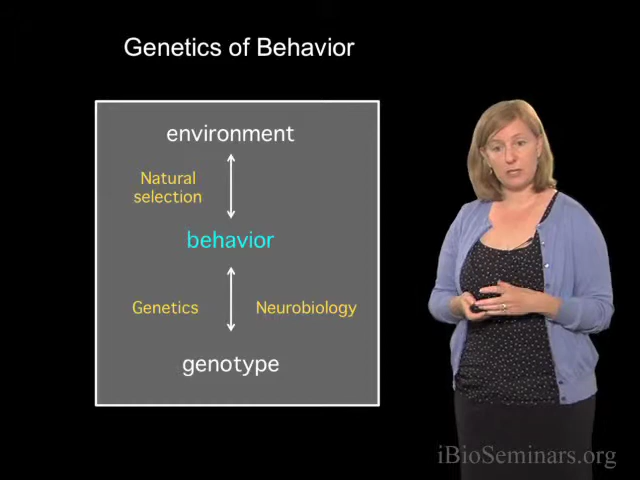 Genetics of Behavior
environment
Natural
selection
behavior
Genetics
Neurobiology
genotype
iBioSeminars.org